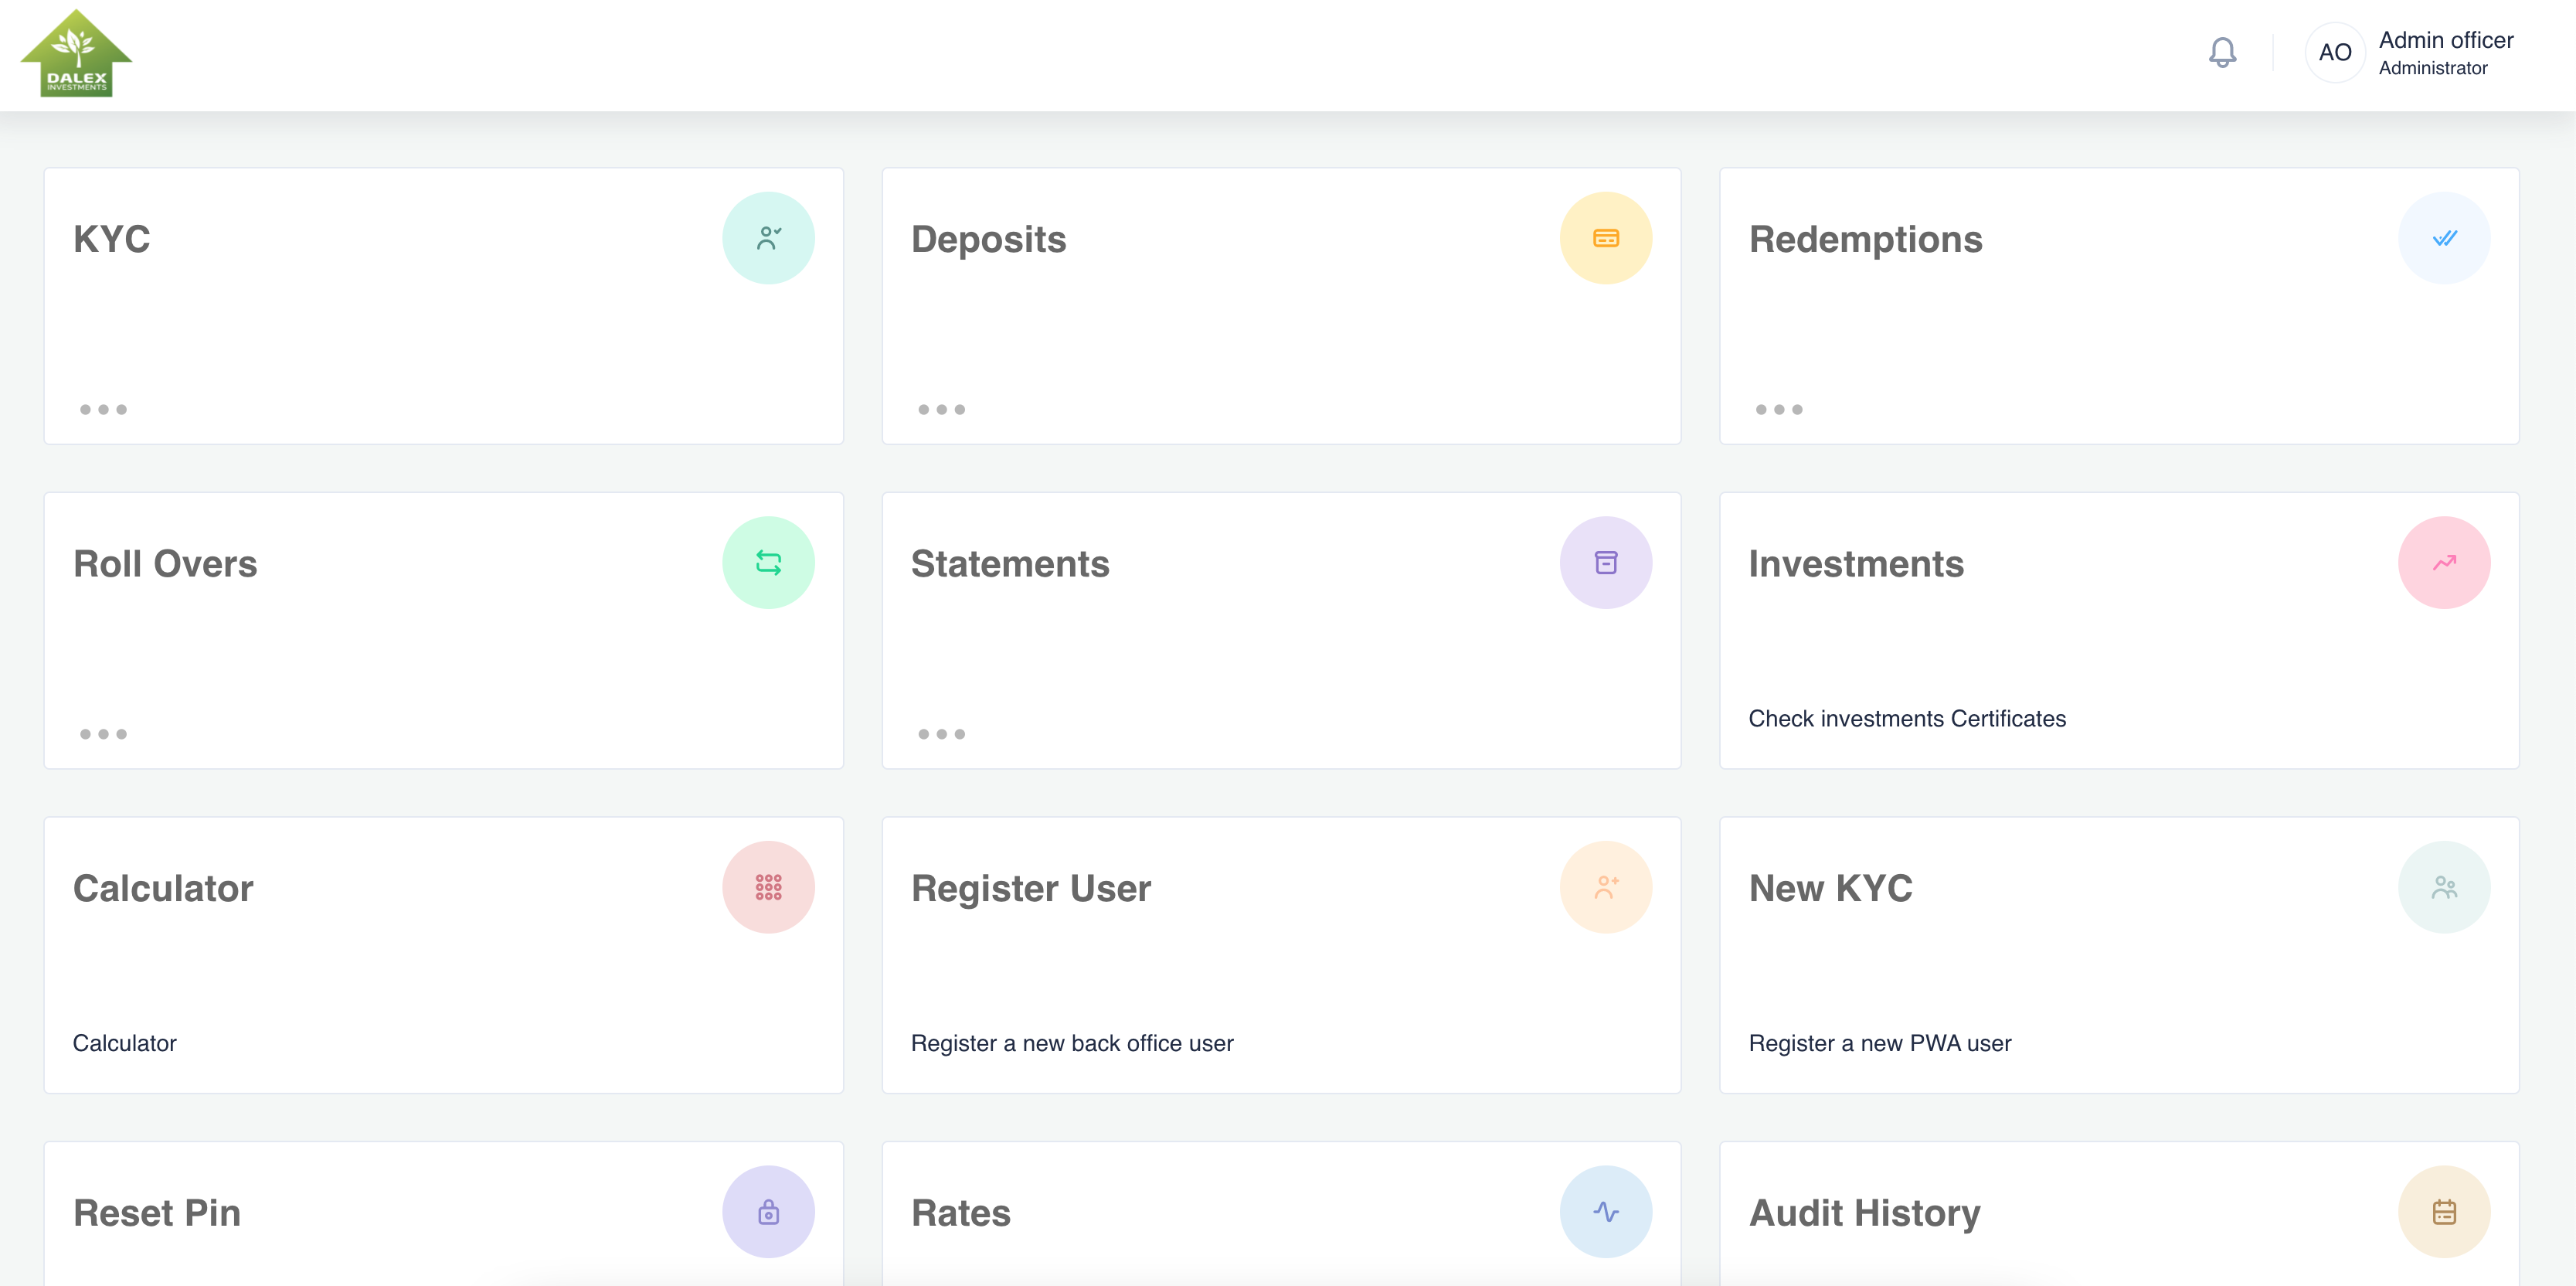 DALEX
INVESTMENTS
AO
Admin officer
Administrator
KYC
Deposits
Redemptions
Roll Overs
Statements
Investments
Check investments Certificates
Calculator
Register User
New KYC
Calculator
Register a new back office user
Register a new PWA user
Reset Pin
Rates
Audit History